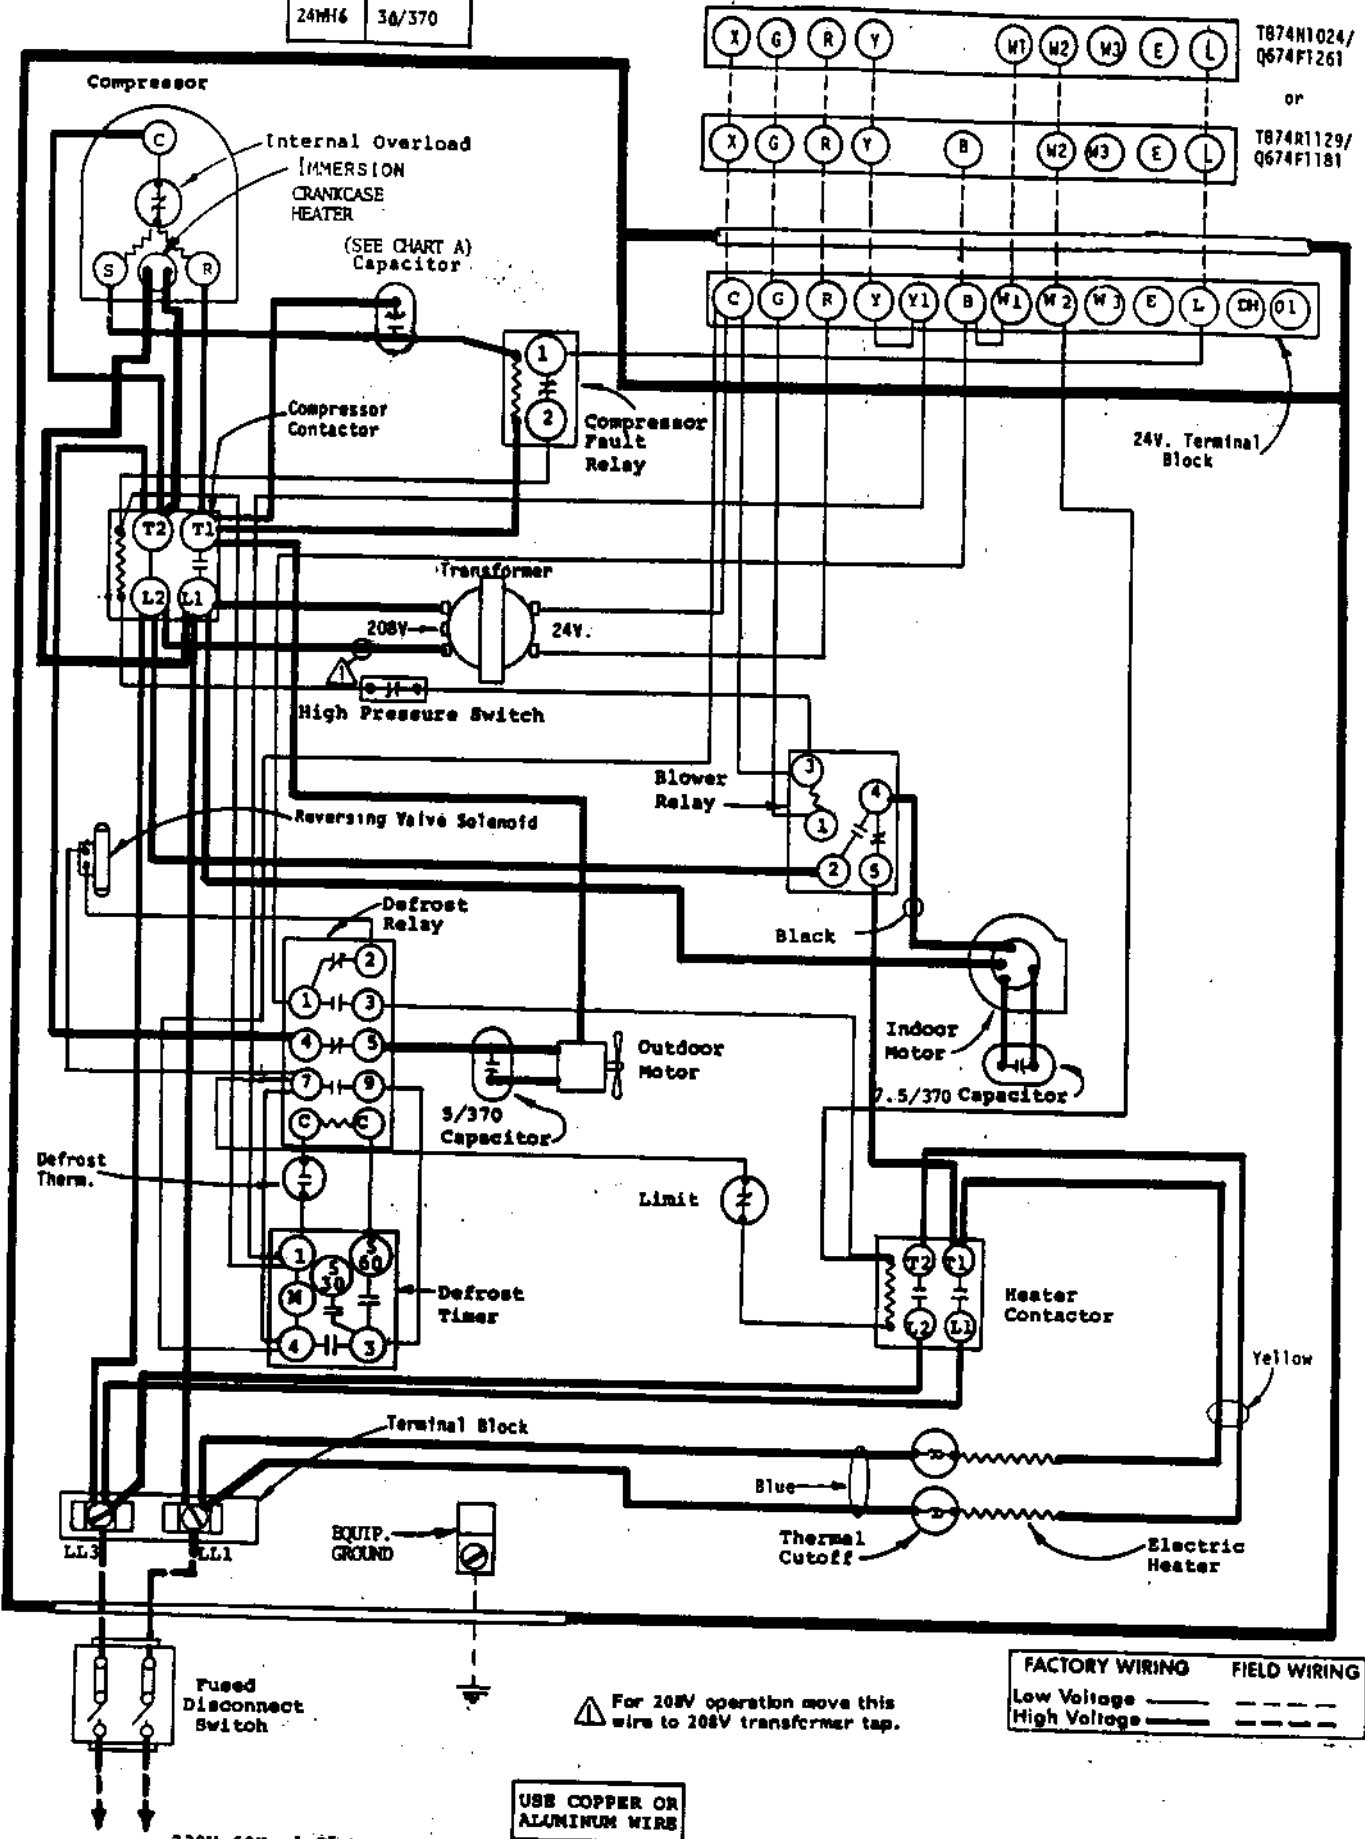 24WH6 30/370
X G R Y W1 W2 W3 E L
T874N1024/
Q674F1261
or
X G R Y B W2 W3 E L
T874R1129/
Q674F1181
Compressor
C
Internal Overload
IMMERSION
CRANKCASE
HEATER
S R
(SEE CHART A)
Capacitor
C G R Y Y1 B W1 W2 W3 E L DH O1
24V. Terminal
Block
1
2
Compressor
Fault
Relay
Compressor
Contactor
T2 T1
L2 L1
Transformer
208V
24V.
1
High Pressure Switch
Blower
Relay
3
4
1
2 5
Reversing Valve Solenoid
Defrost
Relay
2
1 3
4 5
7 9
C C
Black
Indoor
Motor
7.5/370 Capacitor
Outdoor
Motor
5/370
Capacitor
Defrost
Therm.
Limit
1
S
30
S
60
M
4 3
Defrost
Timer
T2 T1
L2 L1
Heater
Contactor
Yellow
Terminal Block
Blue
Thermal
Cutoff
Electric
Heater
LL3 LL1
EQUIP.
GROUND
Fused
Disconnect
Switch
1
For 208V operation move this
wire to 208V transformer tap.
FACTORY WIRING FIELD WIRING
Low Voltage
High Voltage
USE COPPER OR
ALUMINUM WIRE